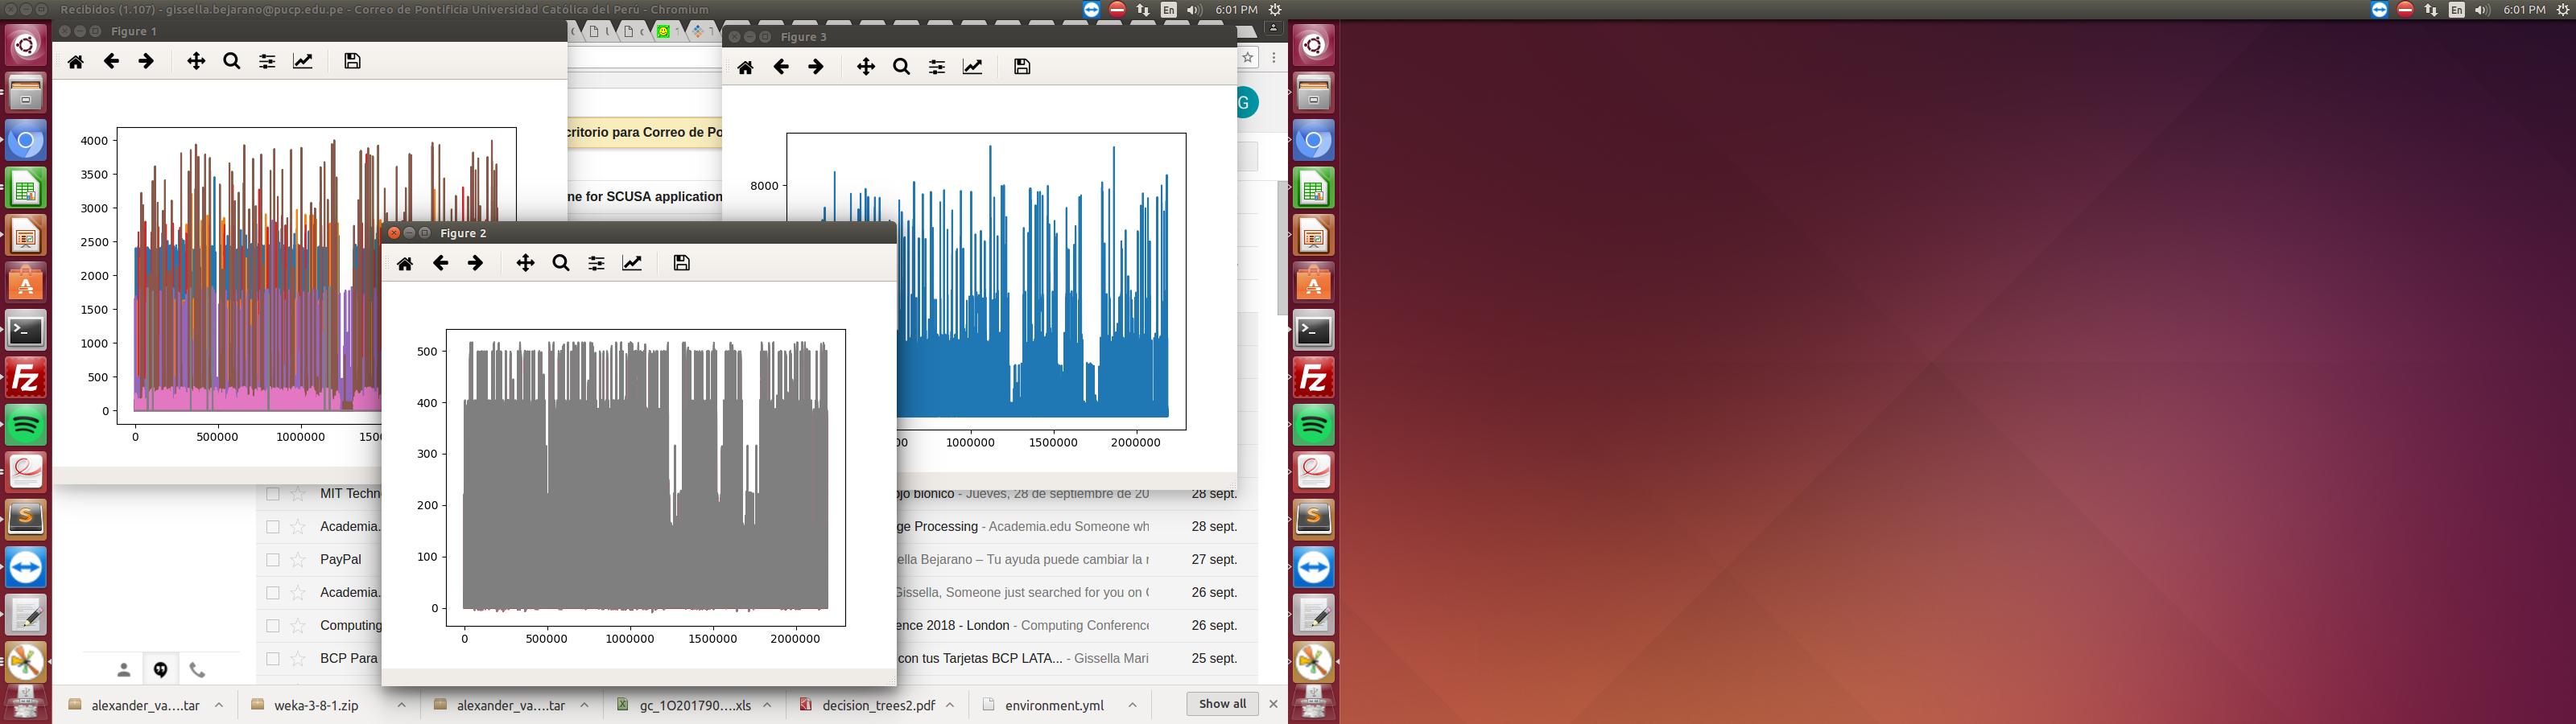 Recibidos (1.107) - gissella.bejarano@pucp.edu.pe - Correo de Pontificia Universidad Católica del Perú - Chromium
En
6:01 PM
En
6:01 PM
Figure 1
4000
3500
3000
2500
2000
1500
1000
500
0
0
500000
1000000
Figure 3
8000
1000000
1500000
2000000
G
critorio para Correo de Po
ne for SCUSA application
Figure 2
500
400
300
200
100
0
0
500000
1000000
1500000
2000000
MIT Techn
ojo biónico - Jueves, 28 de septiembre de 20
28 sept.
Academia.
ge Processing - Academia.edu Someone wh
28 sept.
PayPal
sella Bejarano – Tu ayuda puede cambiar la r
27 sept.
Academia.
Gissella, Someone just searched for you on
26 sept.
Computing
ence 2018 - London - Computing Conference
26 sept.
BCP Para
con tus Tarjetas BCP LATA... - Gissella Mari
25 sept.
alexander_va....tar
weka-3-8-1.zip
alexander_va....tar
gc_1O201790....xls
decision_trees2.pdf
environment.yml
Show all